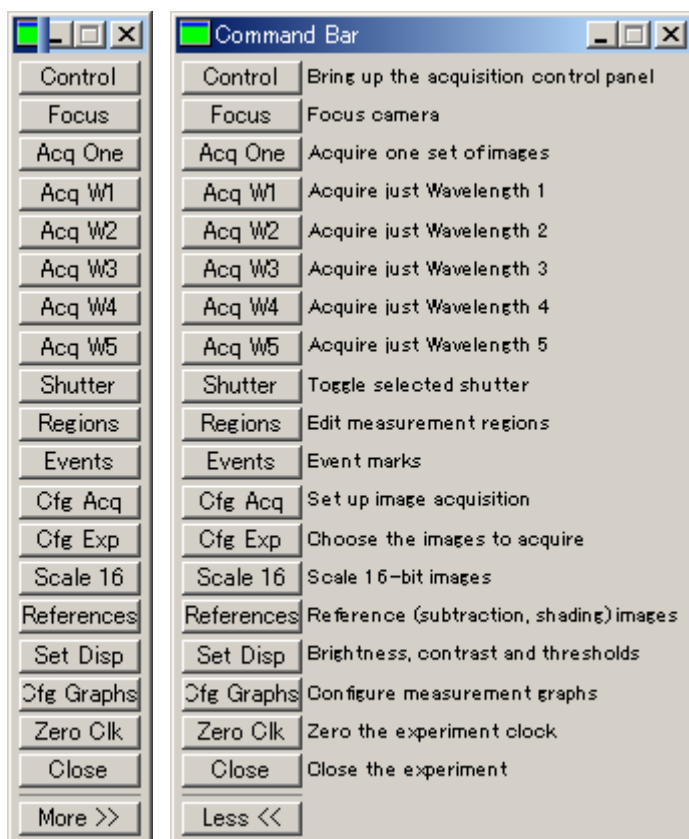 Control
Focus
Acq One
Acq W1
Acq W2
Acq W3
Acq W4
Acq W5
Shutter
Regions
Events
Cfg Acq
Cfg Exp
Scale 16
References
Set Disp
Cfg Graphs
Zero Clk
Close
More >>
Command Bar
Control Bring up the acquisition control panel
Focus Focus camera
Acq One Acquire one set of images
Acq W1 Acquire just Wavelength 1
Acq W2 Acquire just Wavelength 2
Acq W3 Acquire just Wavelength 3
Acq W4 Acquire just Wavelength 4
Acq W5 Acquire just Wavelength 5
Shutter Toggle selected shutter
Regions Edit measurement regions
Events Event marks
Cfg Acq Set up image acquisition
Cfg Exp Choose the images to acquire
Scale 16 Scale 16-bit images
References Reference (subtraction, shading) images
Set Disp Brightness, contrast and thresholds
Cfg Graphs Configure measurement graphs
Zero Clk Zero the experiment clock
Close Close the experiment
Less <<